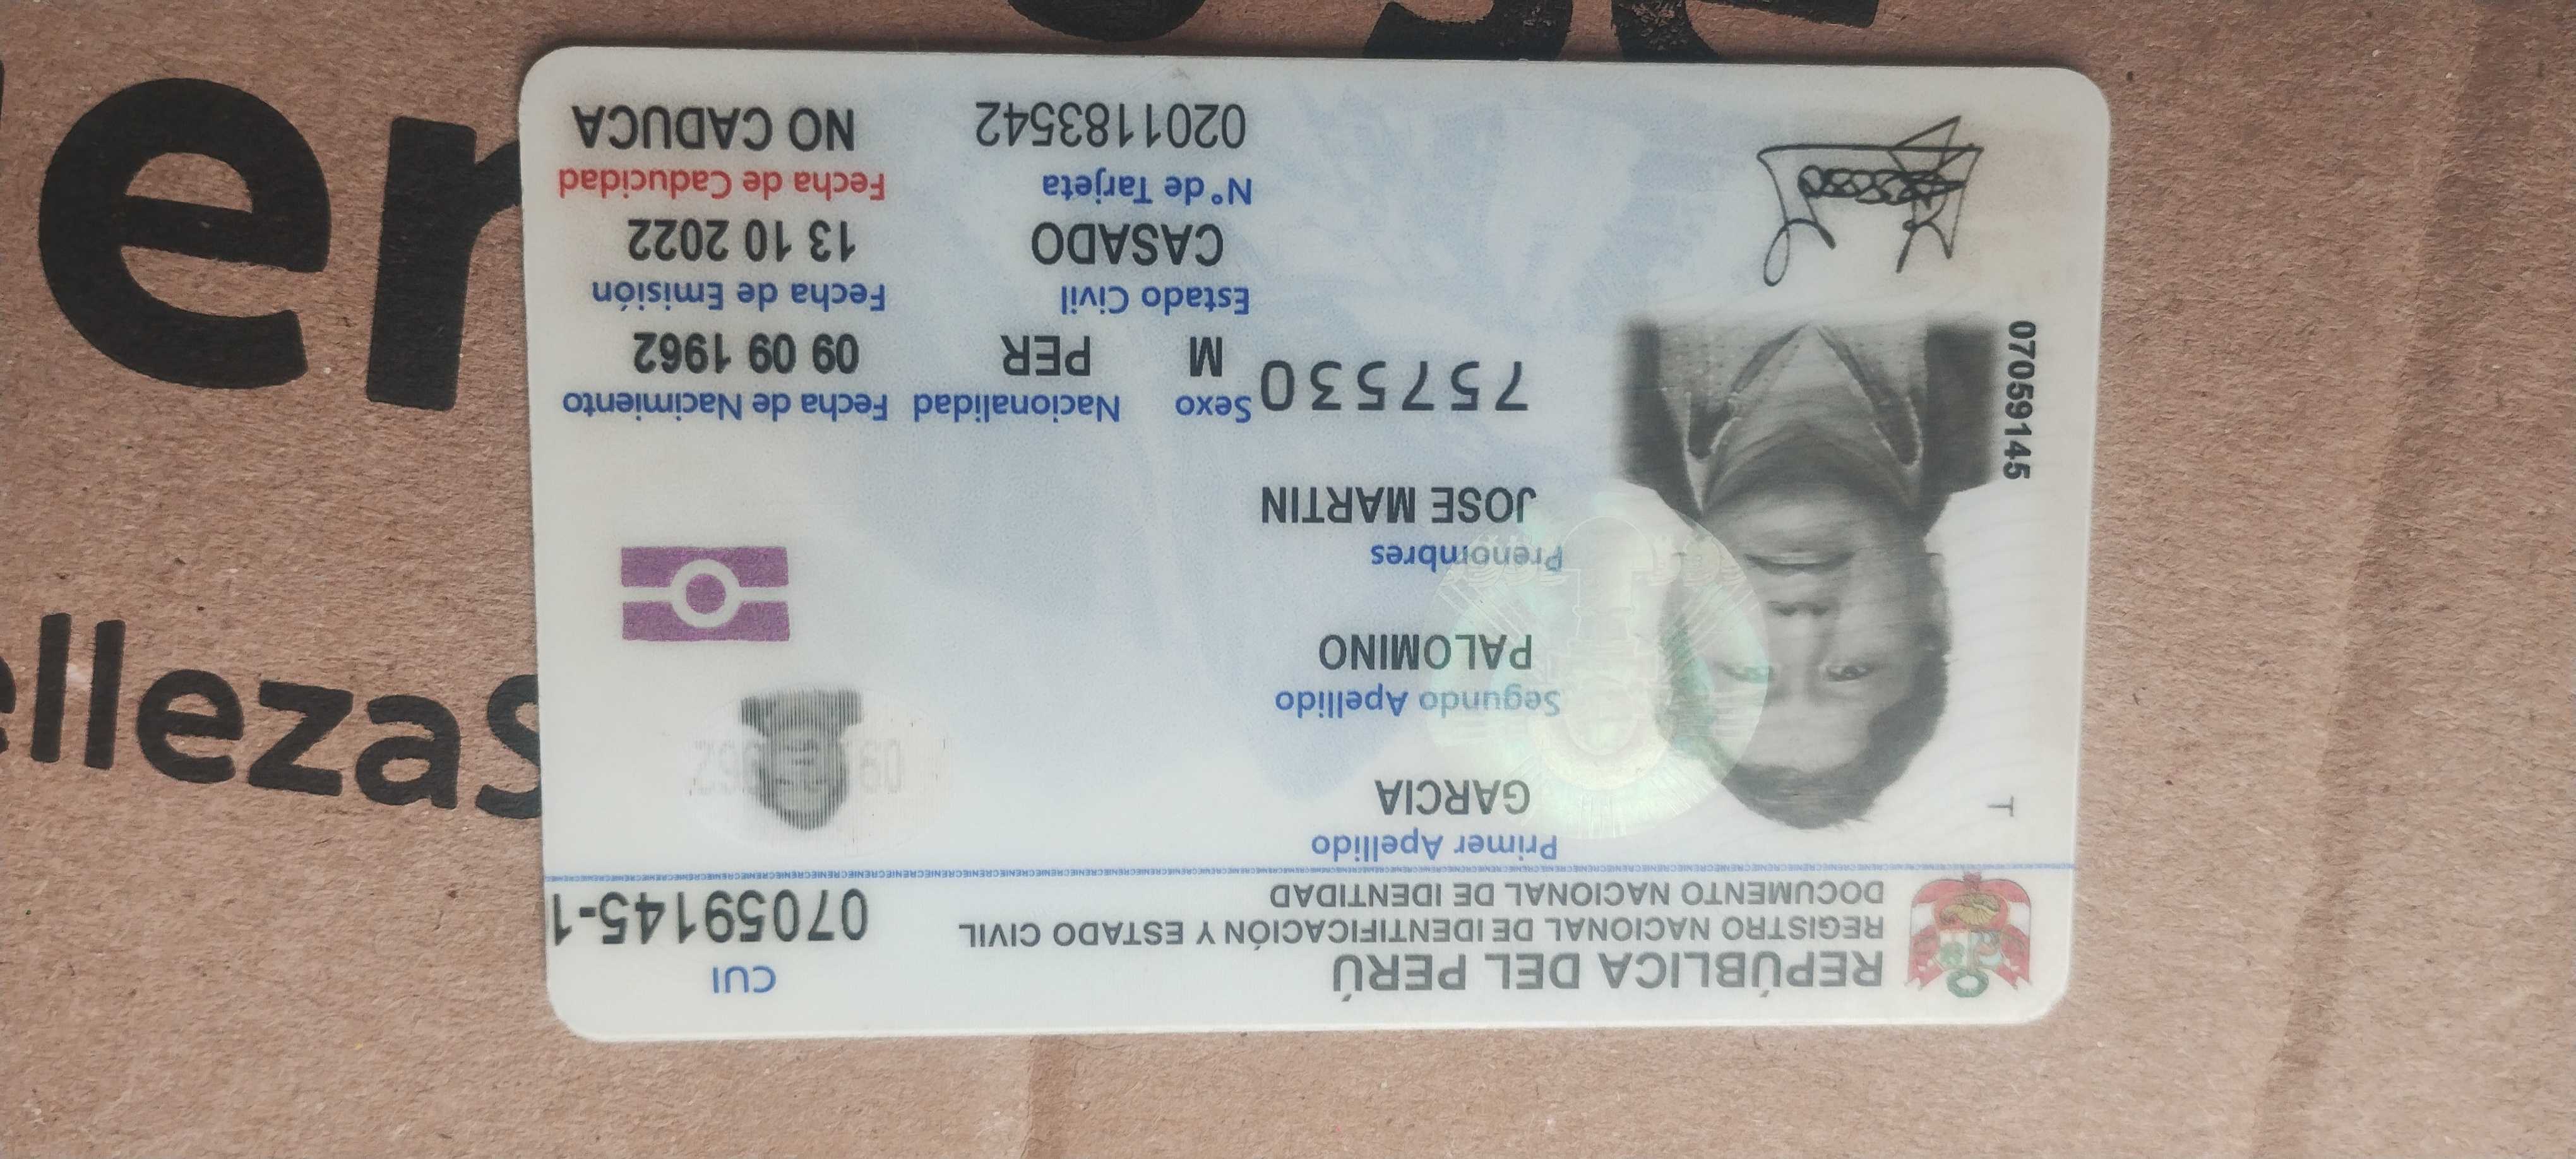 REPÚBLICA DEL PERÚ
REGISTRO NACIONAL DE IDENTIFICACIÓN Y ESTADO CIVIL
DOCUMENTO NACIONAL DE IDENTIDAD
CUI
07059145-1
Primer Apellido
GARCIA
Segundo Apellido
PALOMINO
Prenombres
JOSE MARTIN
T
07059145
757530
Sexo Nacionalidad Fecha de Nacimiento
M PER 09 09 1962
Estado Civil Fecha de Emisión
CASADO 13 10 2022
N° de Tarjeta Fecha de Caducidad
0201183542 NO CADUCA
er
ellezas